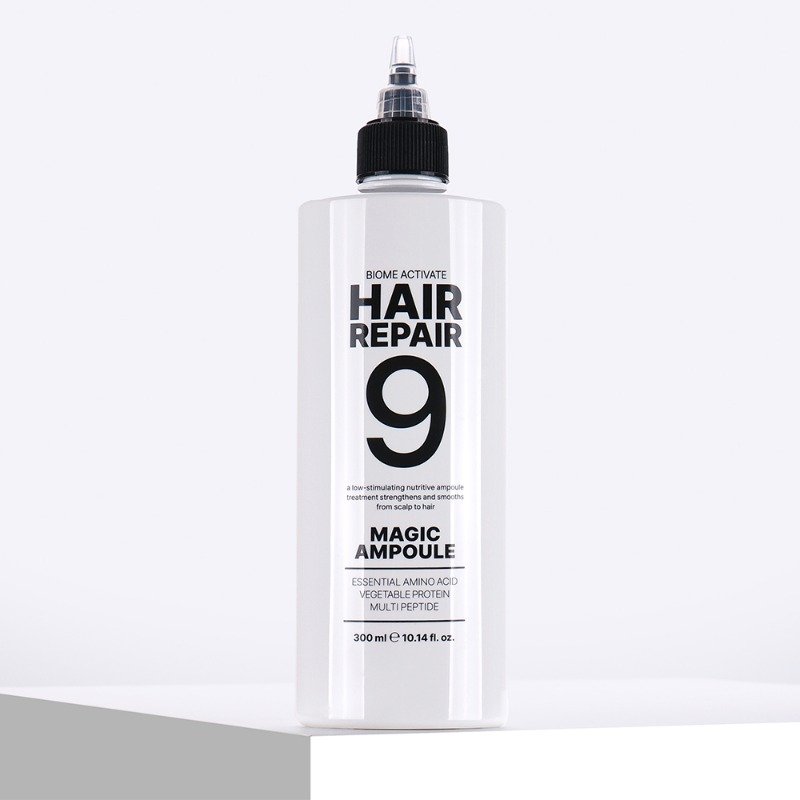 BIOME ACTIVATE
HAIR
REPAIR
9
a low-stimulating nutritive ampoule
treatment strengthens and smooths
from scalp to hair
MAGIC
AMPOULE
ESSENTIAL AMINO ACID
VEGETABLE PROTEIN
MULTI PEPTIDE
300 ml ℮ 10.14 fl. oz.